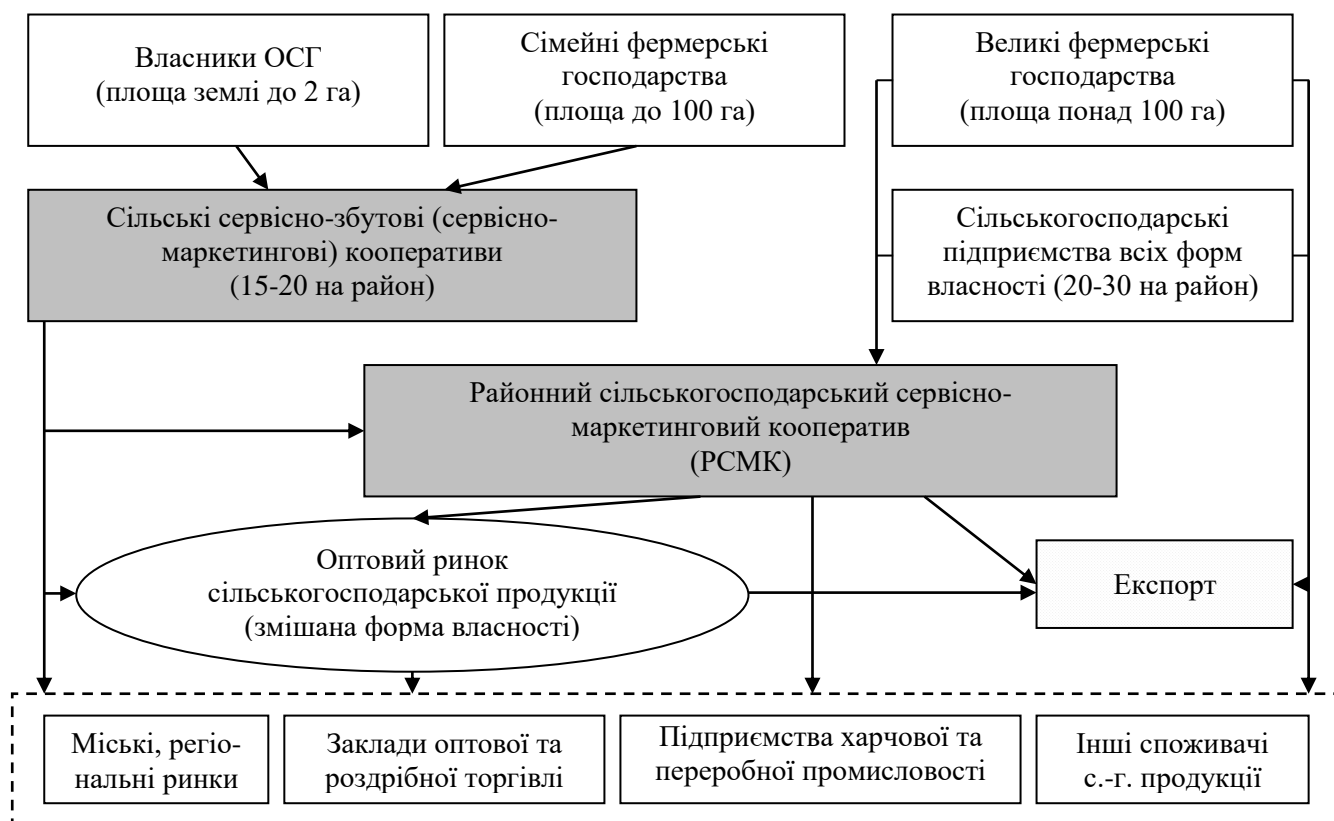 Власники ОСГ
(площа землі до 2 га)
Сімейні фермерські
господарства
(площа до 100 га)
Великі фермерські
господарства
(площа понад 100 га)
Сільські сервісно-збутові (сервісно-
маркетингові) кооперативи
(15-20 на район)
Сільськогосподарські
підприємства всіх форм
власності (20-30 на район)
Районний сільськогосподарський сервісно-
маркетинговий кооператив
(РСМК)
Оптовий ринок
сільськогосподарської продукції
(змішана форма власності)
Експорт
Міські, регіо-
нальні ринки
Заклади оптової та
роздрібної торгівлі
Підприємства харчової та
переробної промисловості
Інші споживачі
с.-г. продукції